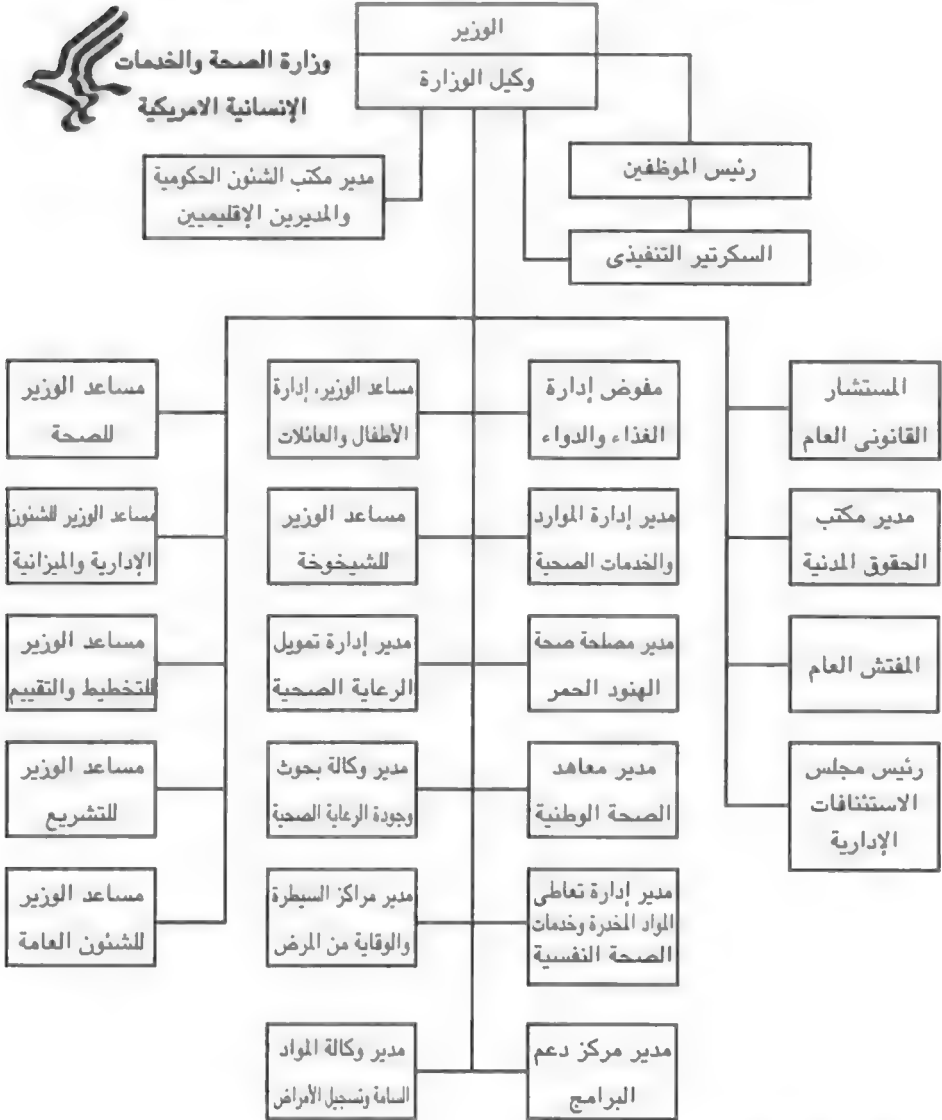 وزارة الصحة والخدمات
الإنسانية الامريكية
الوزير
وكيل الوزارة
رئيس الموظفين
السكرتير التنفيذى
مدير مكتب الشئون الحكومية
والمديرين الإقليميين
المستشار
القانونى العام
مدير مكتب
الحقوق المدنية
المفتش العام
رئيس مجلس
الاستئنافات
الإدارية
مفوض إدارة
الغذاء والدواء
مدير إدارة الموارد
والخدمات الصحية
مدير مصلحة صحة
الهنود الحمر
مدير معاهد
الصحة الوطنية
مدير إدارة تعاطى
المواد المخدرة وخدمات
الصحة النفسية
مدير مركز دعم
البرامج
مساعد الوزير، إدارة
الأطفال والعائلات
مساعد الوزير
للشيخوخة
مدير إدارة تمويل
الرعاية الصحية
مدير وكالة بحوث
وجودة الرعاية الصحية
مدير مراكز السيطرة
والوقاية من المرض
مدير وكالة المواد
السامة وتسجيل الأمراض
مساعد الوزير
للصحة
مساعد الوزير للشئون
الإدارية والميزانية
مساعد الوزير
للتخطيط والتقييم
مساعد الوزير
للتشريع
مساعد الوزير
للشئون العامة